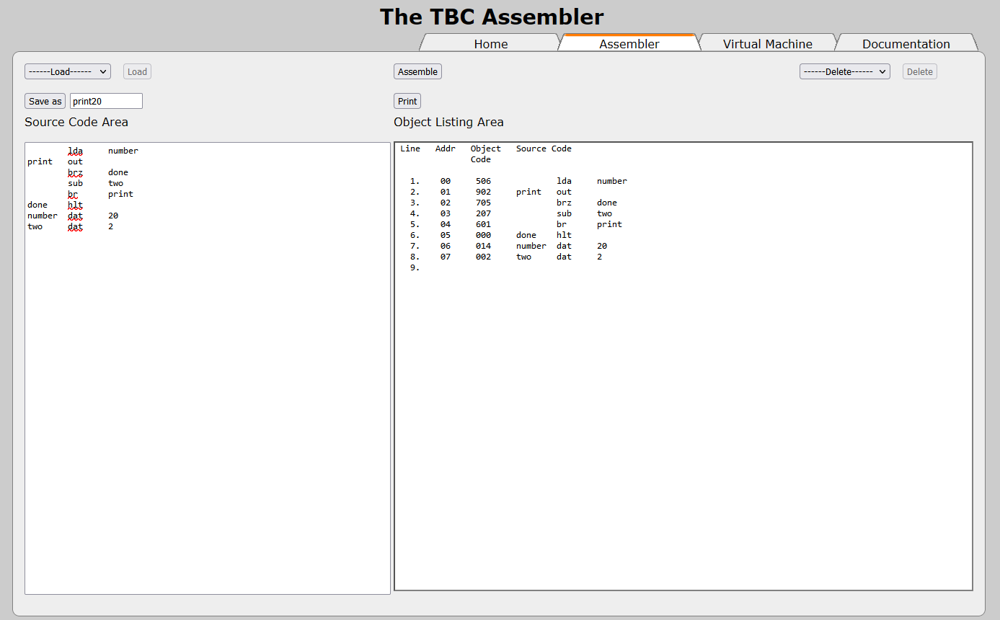 The TBC Assembler
Home Assembler Virtual Machine Documentation
------Load------ Load Assemble ------Delete------ Delete
Save as print20 Print
Source Code Area
        lda     number
print   out
        brz     done
        sub     two
        br      print
done    hlt
number  dat     20
two     dat     2
Object Listing Area
Line   Addr   Object   Source Code
              Code
  1.    00     506             lda     number
  2.    01     902     print   out
  3.    02     705             brz     done
  4.    03     207             sub     two
  5.    04     601             br      print
  6.    05     000     done    hlt
  7.    06     014     number  dat     20
  8.    07     002     two     dat     2
  9.